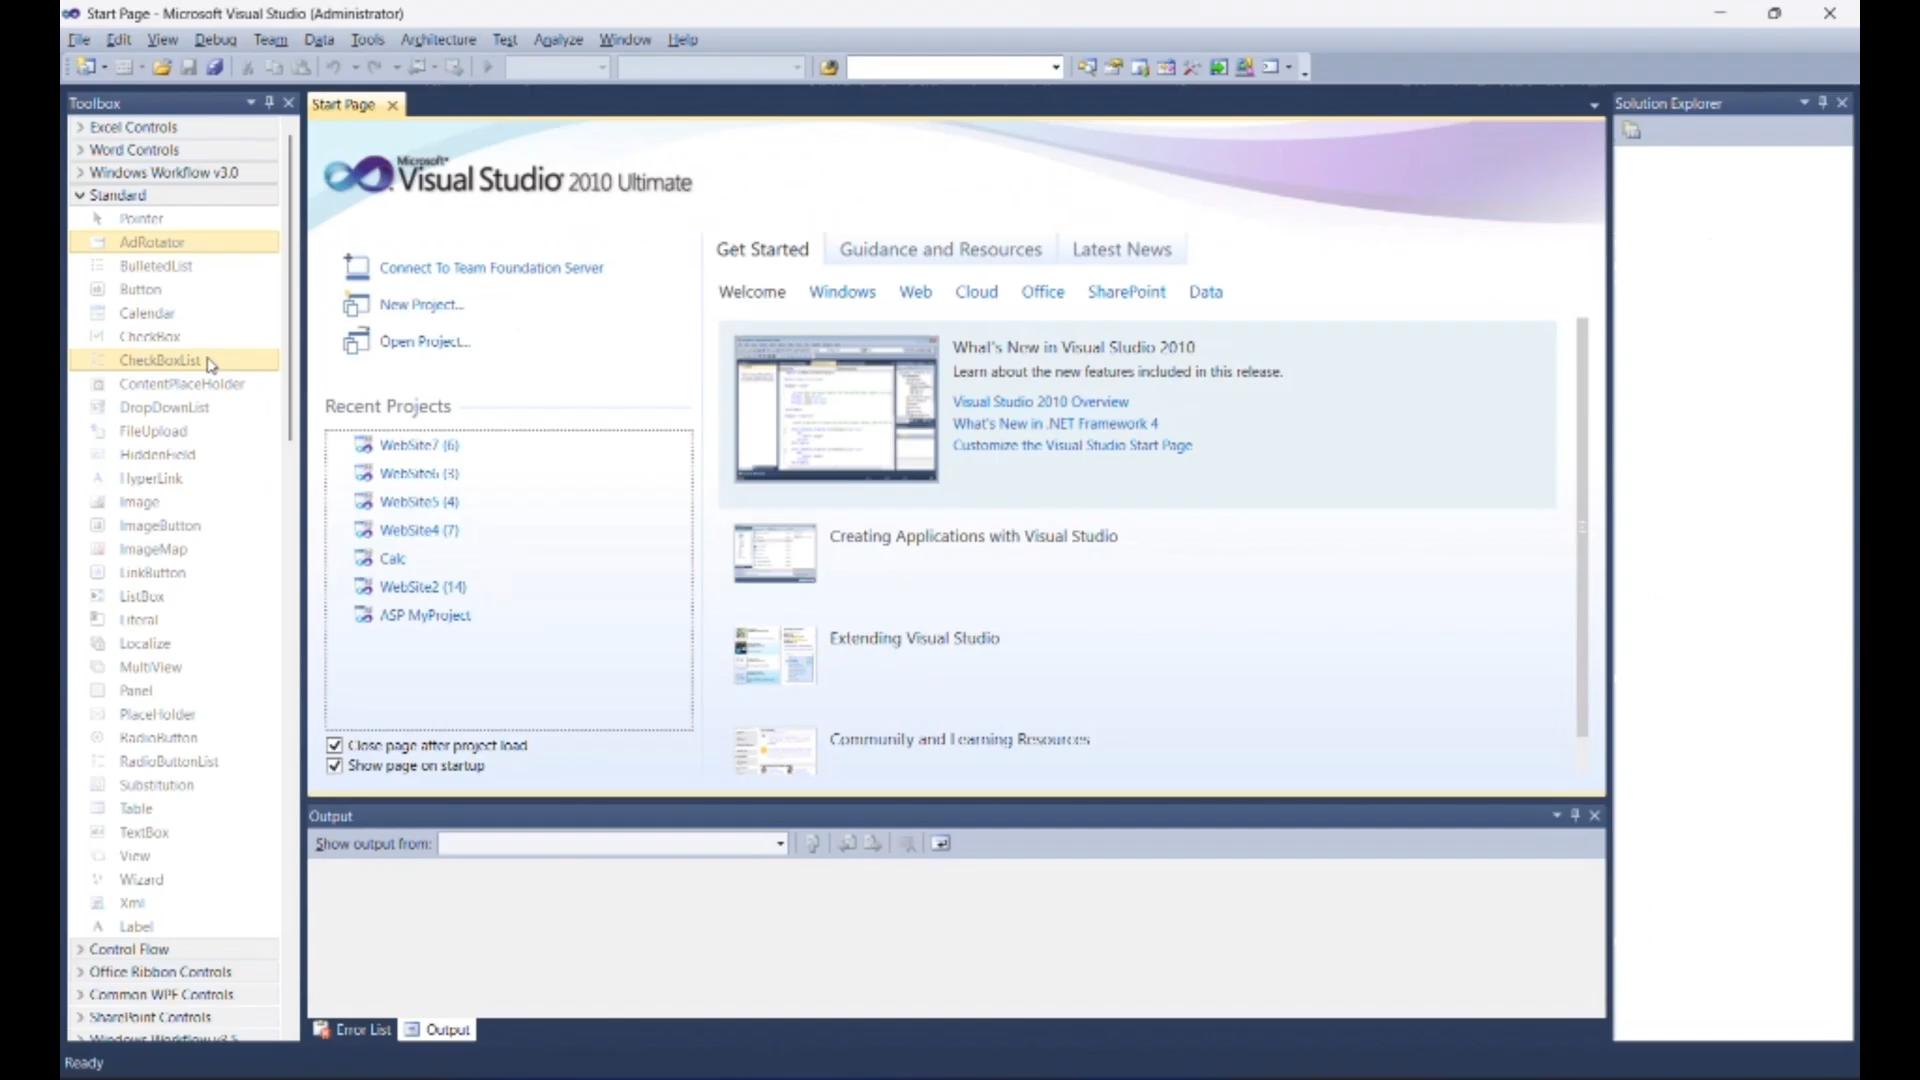 Start Page - Microsoft Visual Studio (Administrator)
File Edit View Debug Team Data Tools Architecture Test Analyze Window Help
Toolbox
Excel Controls
Word Controls
Windows Workflow v3.0
Standard
Pointer
AdRotator
BulletedList
Button
Calendar
CheckBox
CheckBoxList
ContentPlaceHolder
DropDownList
FileUpload
HiddenField
HyperLink
Image
ImageButton
ImageMap
LinkButton
ListBox
Literal
Localize
MultiView
Panel
PlaceHolder
RadioButton
RadioButtonList
Substitution
Table
TextBox
View
Wizard
Xml
Label
Control Flow
Office Ribbon Controls
Common WPF Controls
SharePoint Controls
Windows Workflow v3.5
Start Page
Microsoft
Visual Studio 2010 Ultimate
Connect To Team Foundation Server
New Project...
Open Project...
Recent Projects
WebSite7 (6)
WebSite6 (3)
WebSite5 (4)
WebSite4 (7)
Calc
WebSite2 (14)
ASP MyProject
Close page after project load
Show page on startup
Get Started Guidance and Resources Latest News
Welcome Windows Web Cloud Office SharePoint Data
What's New in Visual Studio 2010
Learn about the new features included in this release.
Visual Studio 2010 Overview
What's New in .NET Framework 4
Customize the Visual Studio Start Page
Creating Applications with Visual Studio
Extending Visual Studio
Community and Learning Resources
Output
Show output from:
Error List Output
Solution Explorer
Ready